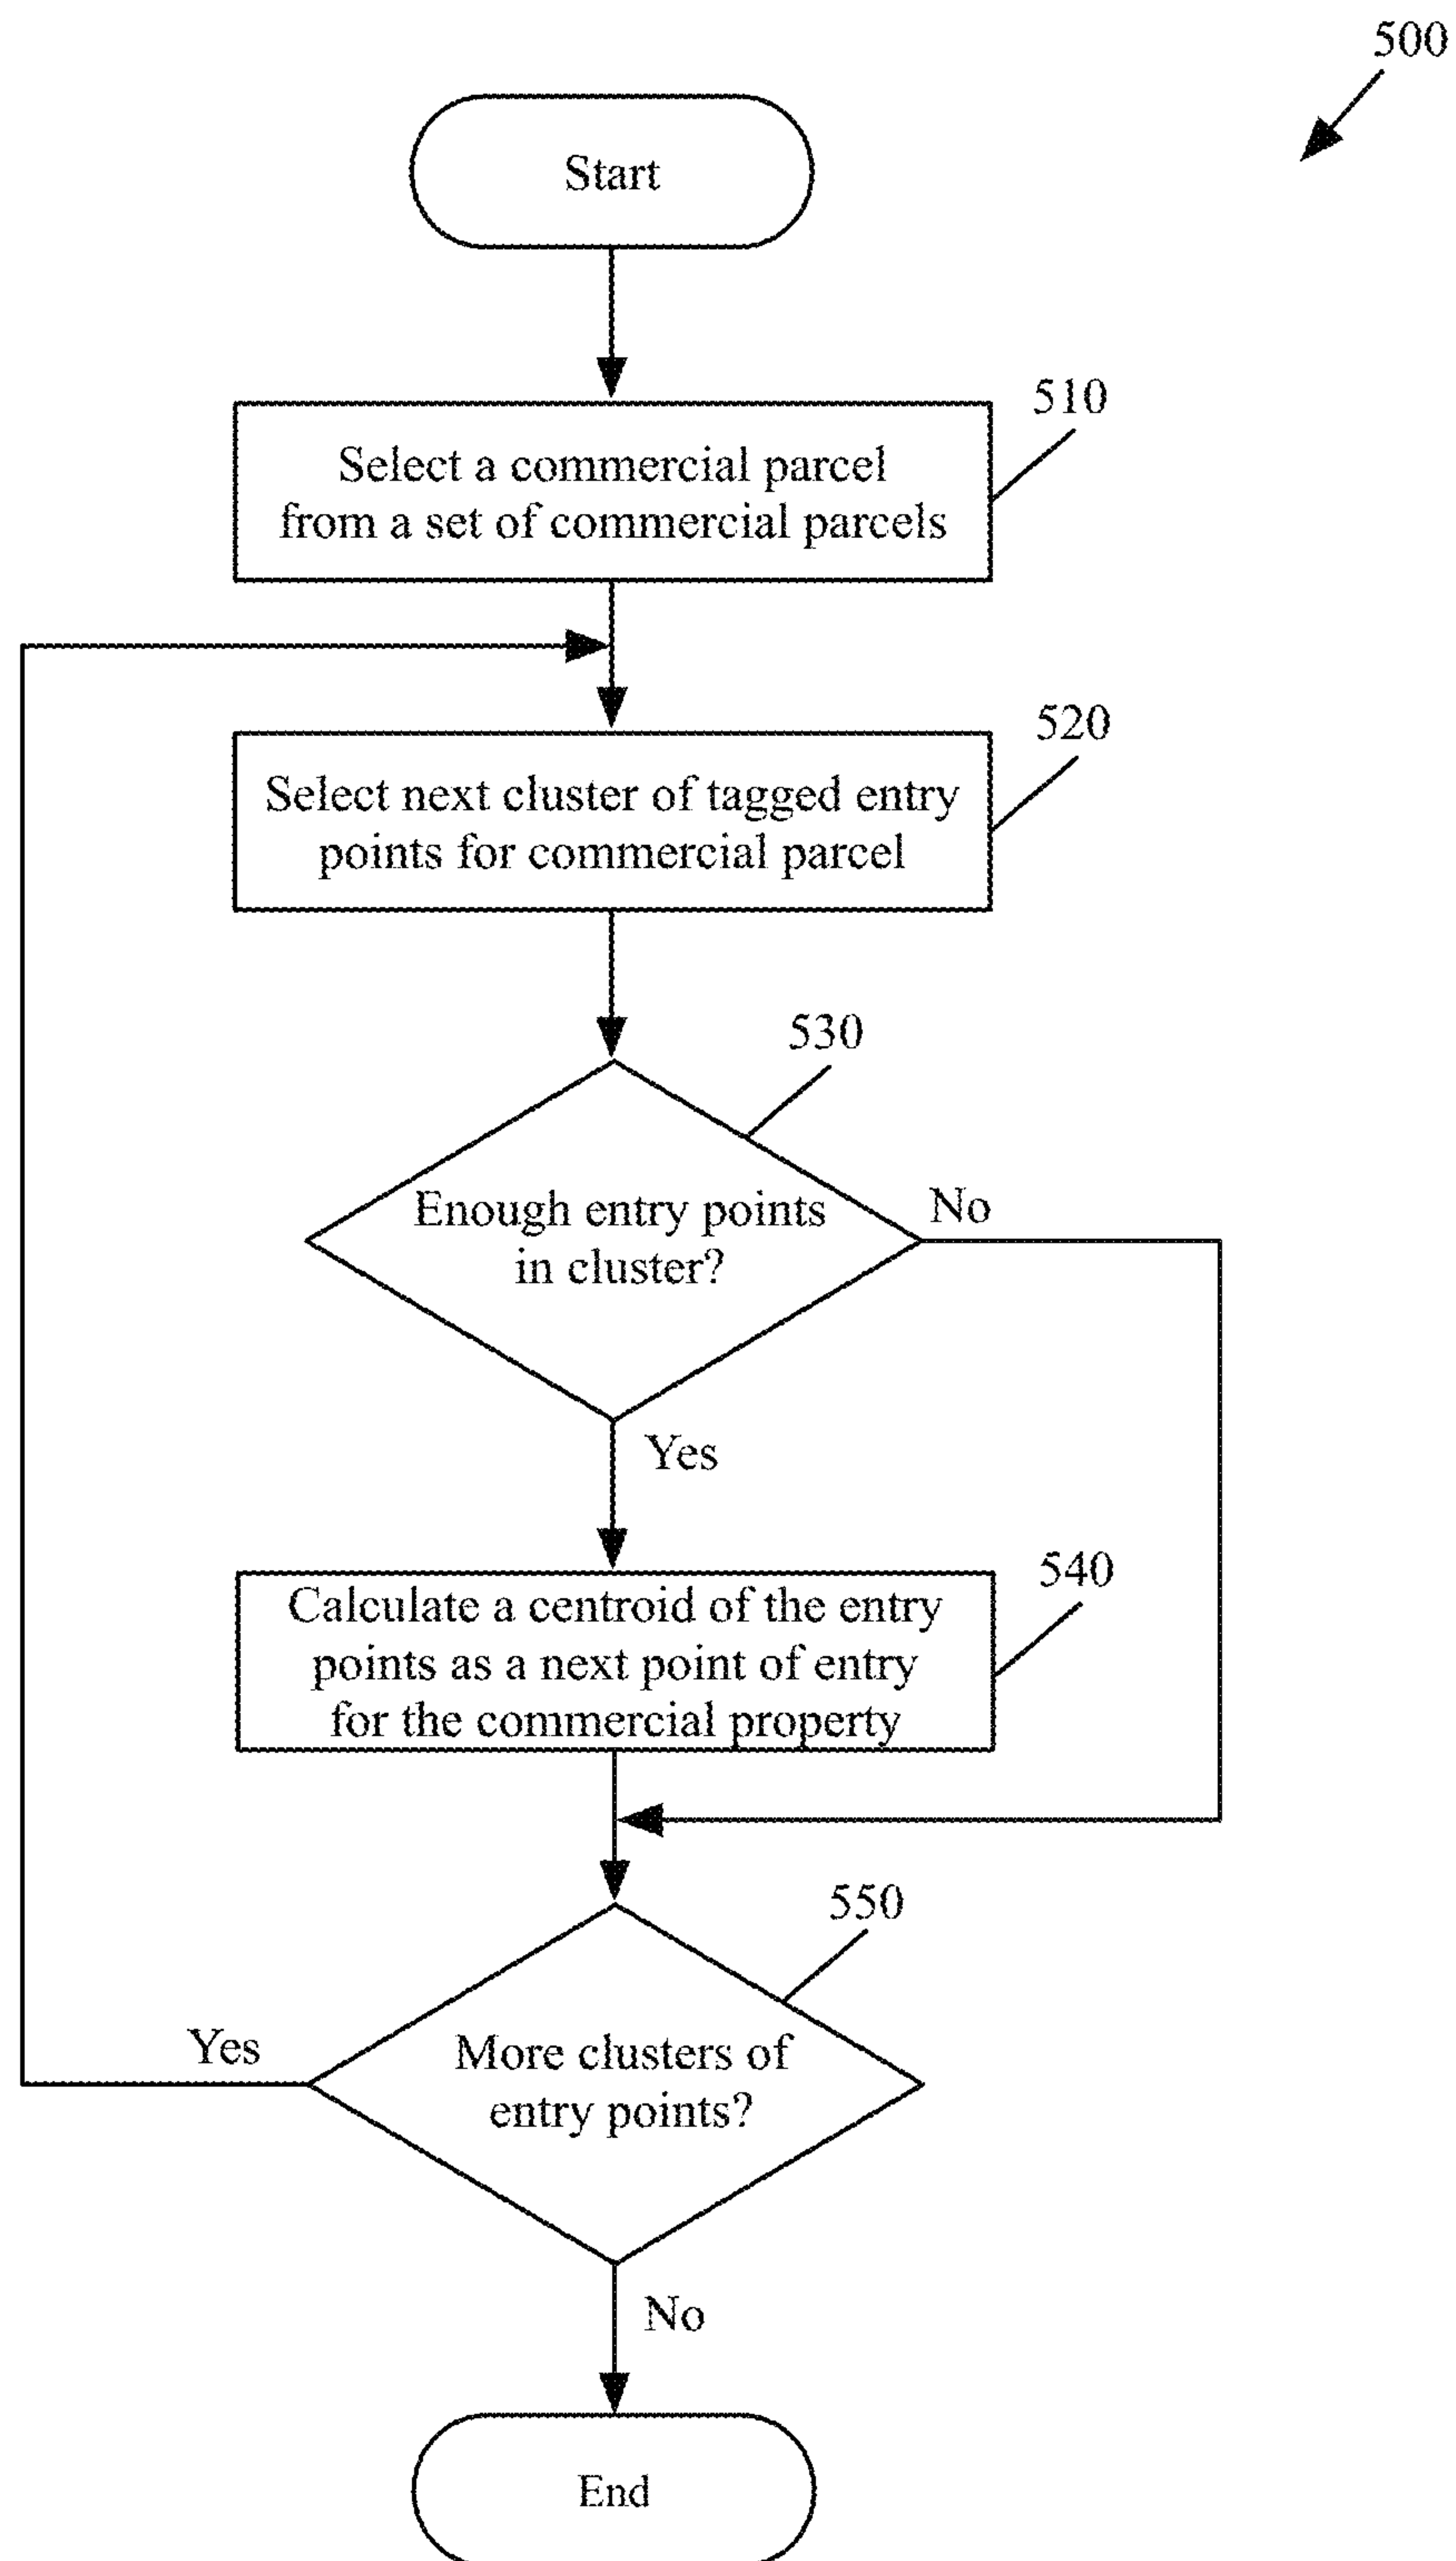 500
Start
510
Select a commercial parcel
from a set of commercial parcels
520
Select next cluster of tagged entry
points for commercial parcel
530
Enough entry points
in cluster?
No
Yes
540
Calculate a centroid of the entry
points as a next point of entry
for the commercial property
550
More clusters of
entry points?
Yes
No
End